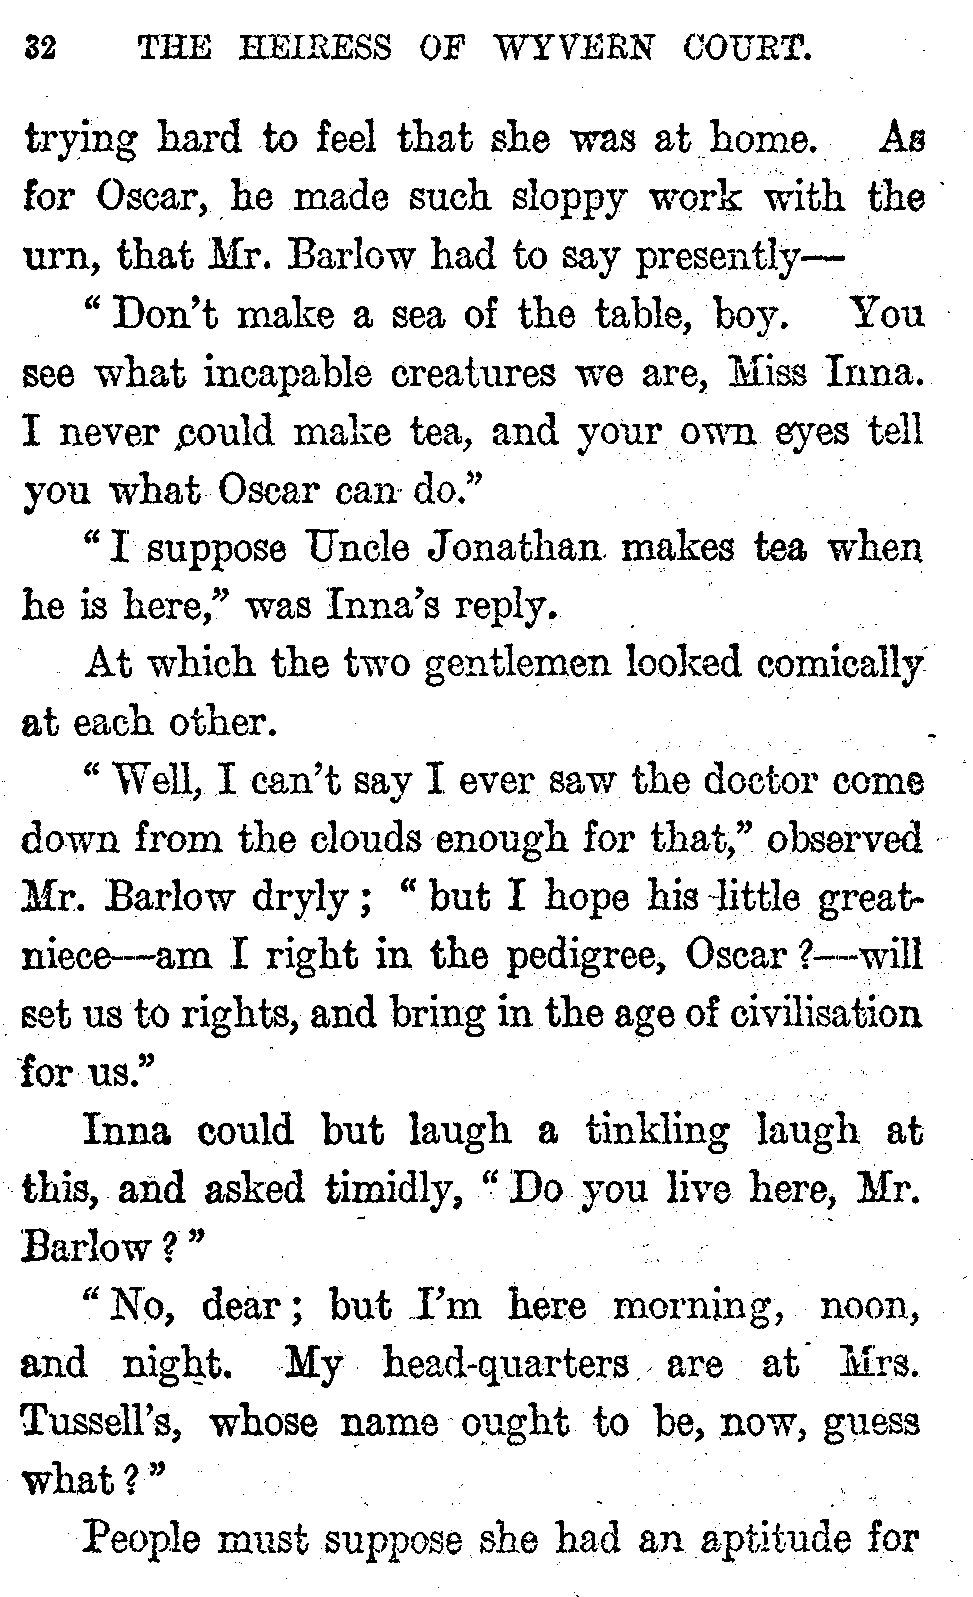 32 THE HEIRESS OF WYVERN COURT.
trying hard to feel that she was at home. As
for Oscar, he made such sloppy work with the
urn, that Mr. Barlow had to say presently—
“Don’t make a sea of the table, boy. You
see what incapable creatures we are, Miss Inna.
I never could make tea, and your own eyes tell
you what Oscar can do.”
“I suppose Uncle Jonathan makes tea when
he is here,” was Inna’s reply.
At which the two gentlemen looked comically
at each other.
“Well, I can’t say I ever saw the doctor come
down from the clouds enough for that,” observed
Mr. Barlow dryly; “but I hope his little great-
niece—am I right in the pedigree, Oscar?—will
set us to rights, and bring in the age of civilisation
for us.”
Inna could but laugh a tinkling laugh at
this, and asked timidly, “Do you live here, Mr.
Barlow?”
“No, dear; but I’m here morning, noon,
and night. My head-quarters are at Mrs.
Tussell’s, whose name ought to be, now, guess
what?”
People must suppose she had an aptitude for